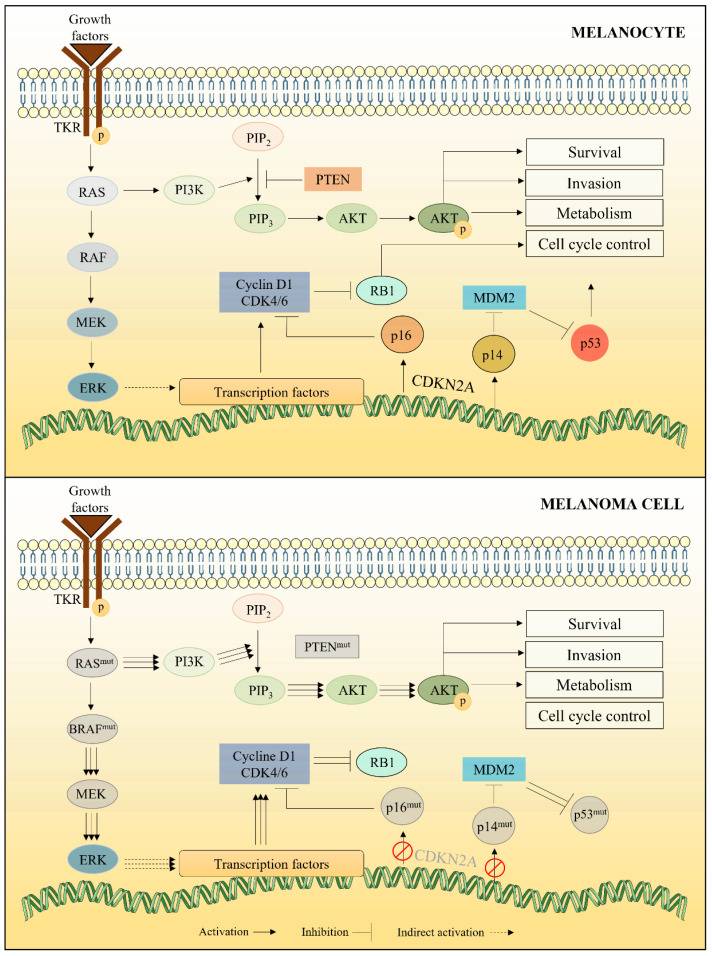 Growth
factors
MELANOCYTE
TKR
p
PIP2
Survival
PTEN
RAS
PI3K
Invasion
PIP3
AKT
AKT
p
Metabolism
Cell cycle control
RAF
Cyclin D1
CDK4/6
RB1
MDM2
MEK
p16
p14
p53
ERK
Transcription factors
CDKN2A
Growth
factors
MELANOMA CELL
TKR
p
PIP2
Survival
PTENmut
RASmut
PI3K
Invasion
PIP3
AKT
AKT
p
Metabolism
Cell cycle control
BRAFmut
Cycline D1
CDK4/6
RB1
MDM2
MEK
p16mut
p14mut
p53mut
ERK
Transcription factors
CDKN2A
Activation
Inhibition
Indirect activation